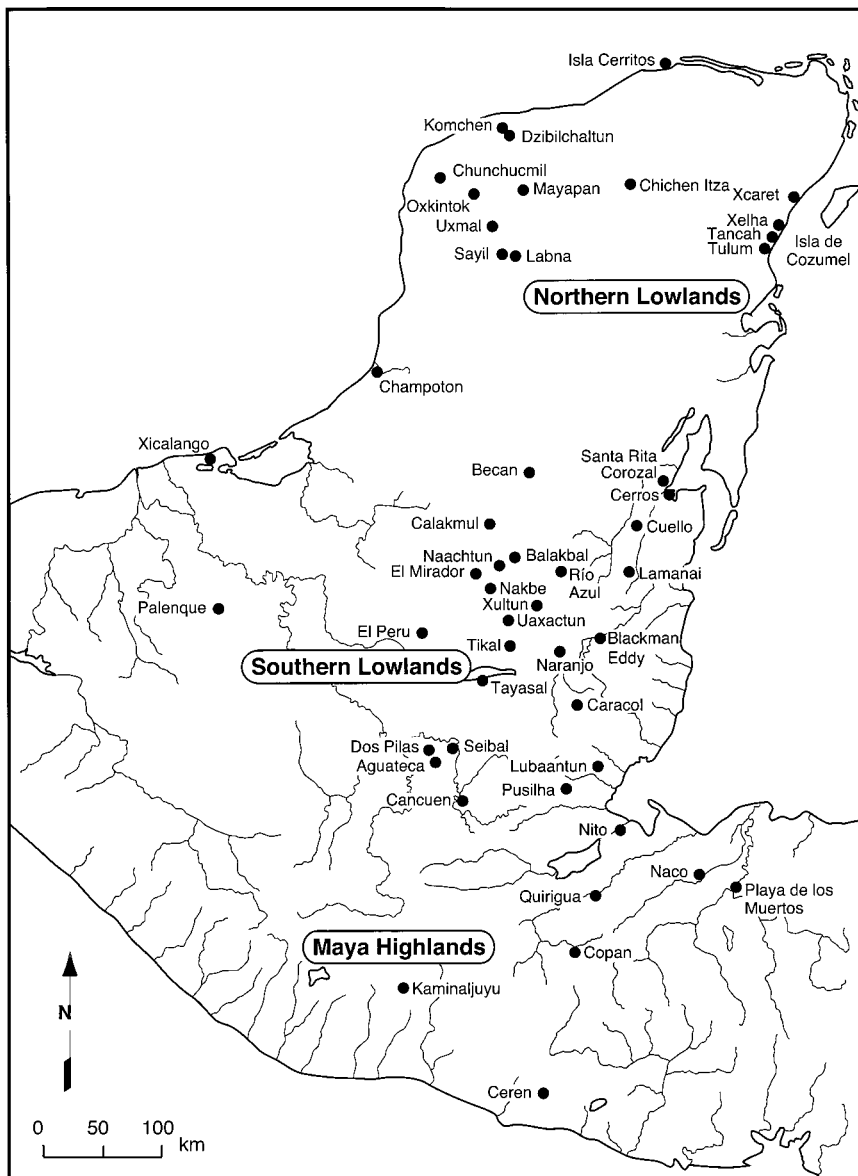 Isla Cerritos
Komchen
Dzibilchaltun
Chunchucmil
Mayapan
Chichen Itza
Oxkintok
Xcaret
Uxmal
Xelha
Tancah
Tulum
Isla de
Cozumel
Sayil
Labna
Northern Lowlands
Champoton
Xicalango
Becan
Santa Rita
Corozal
Cerros
Calakmul
Cuello
Naachtun
Balakbal
El Mirador
Río
Azul
Lamanai
Nakbe
Xultun
Palenque
Uaxactun
El Peru
Blackman
Eddy
Tikal
Naranjo
Southern Lowlands
Tayasal
Caracol
Dos Pilas
Seibal
Aguateca
Lubaantun
Pusilha
Cancuen
Nito
Naco
Quirigua
Playa de los
Muertos
Maya Highlands
Copan
Kaminaljuyu
N
Ceren
0 50 100
km